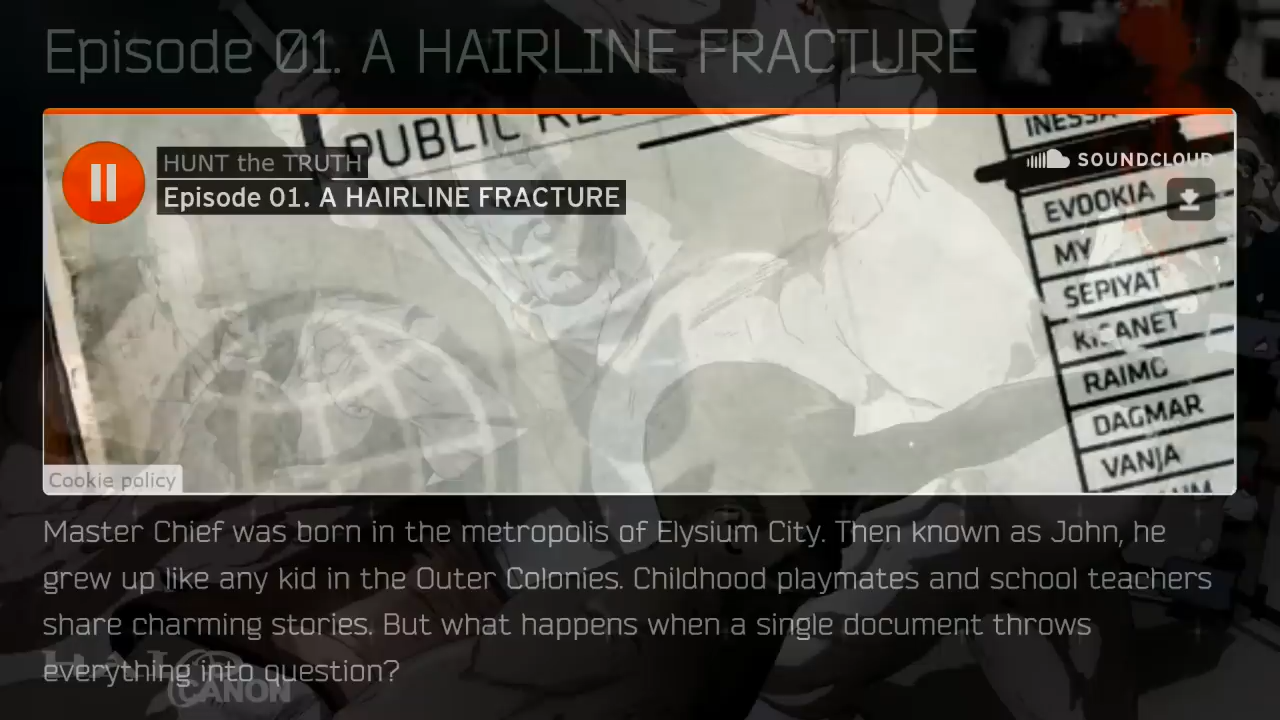 Episode 01. A HAIRLINE FRACTURE
PUBLIC
INESSA
HUNT the TRUTH
SOUNDCLOUD
Episode 01. A HAIRLINE FRACTURE
EVDOKIA
MY
SEPIYAT
RAIMO
DAGMAR
VANJA
Cookie policy
Master Chief was born in the metropolis of Elysium City. Then known as John, he
grew up like any kid in the Outer Colonies. Childhood playmates and school teachers
share charming stories. But what happens when a single document throws
everything into question?
HALO
CANON